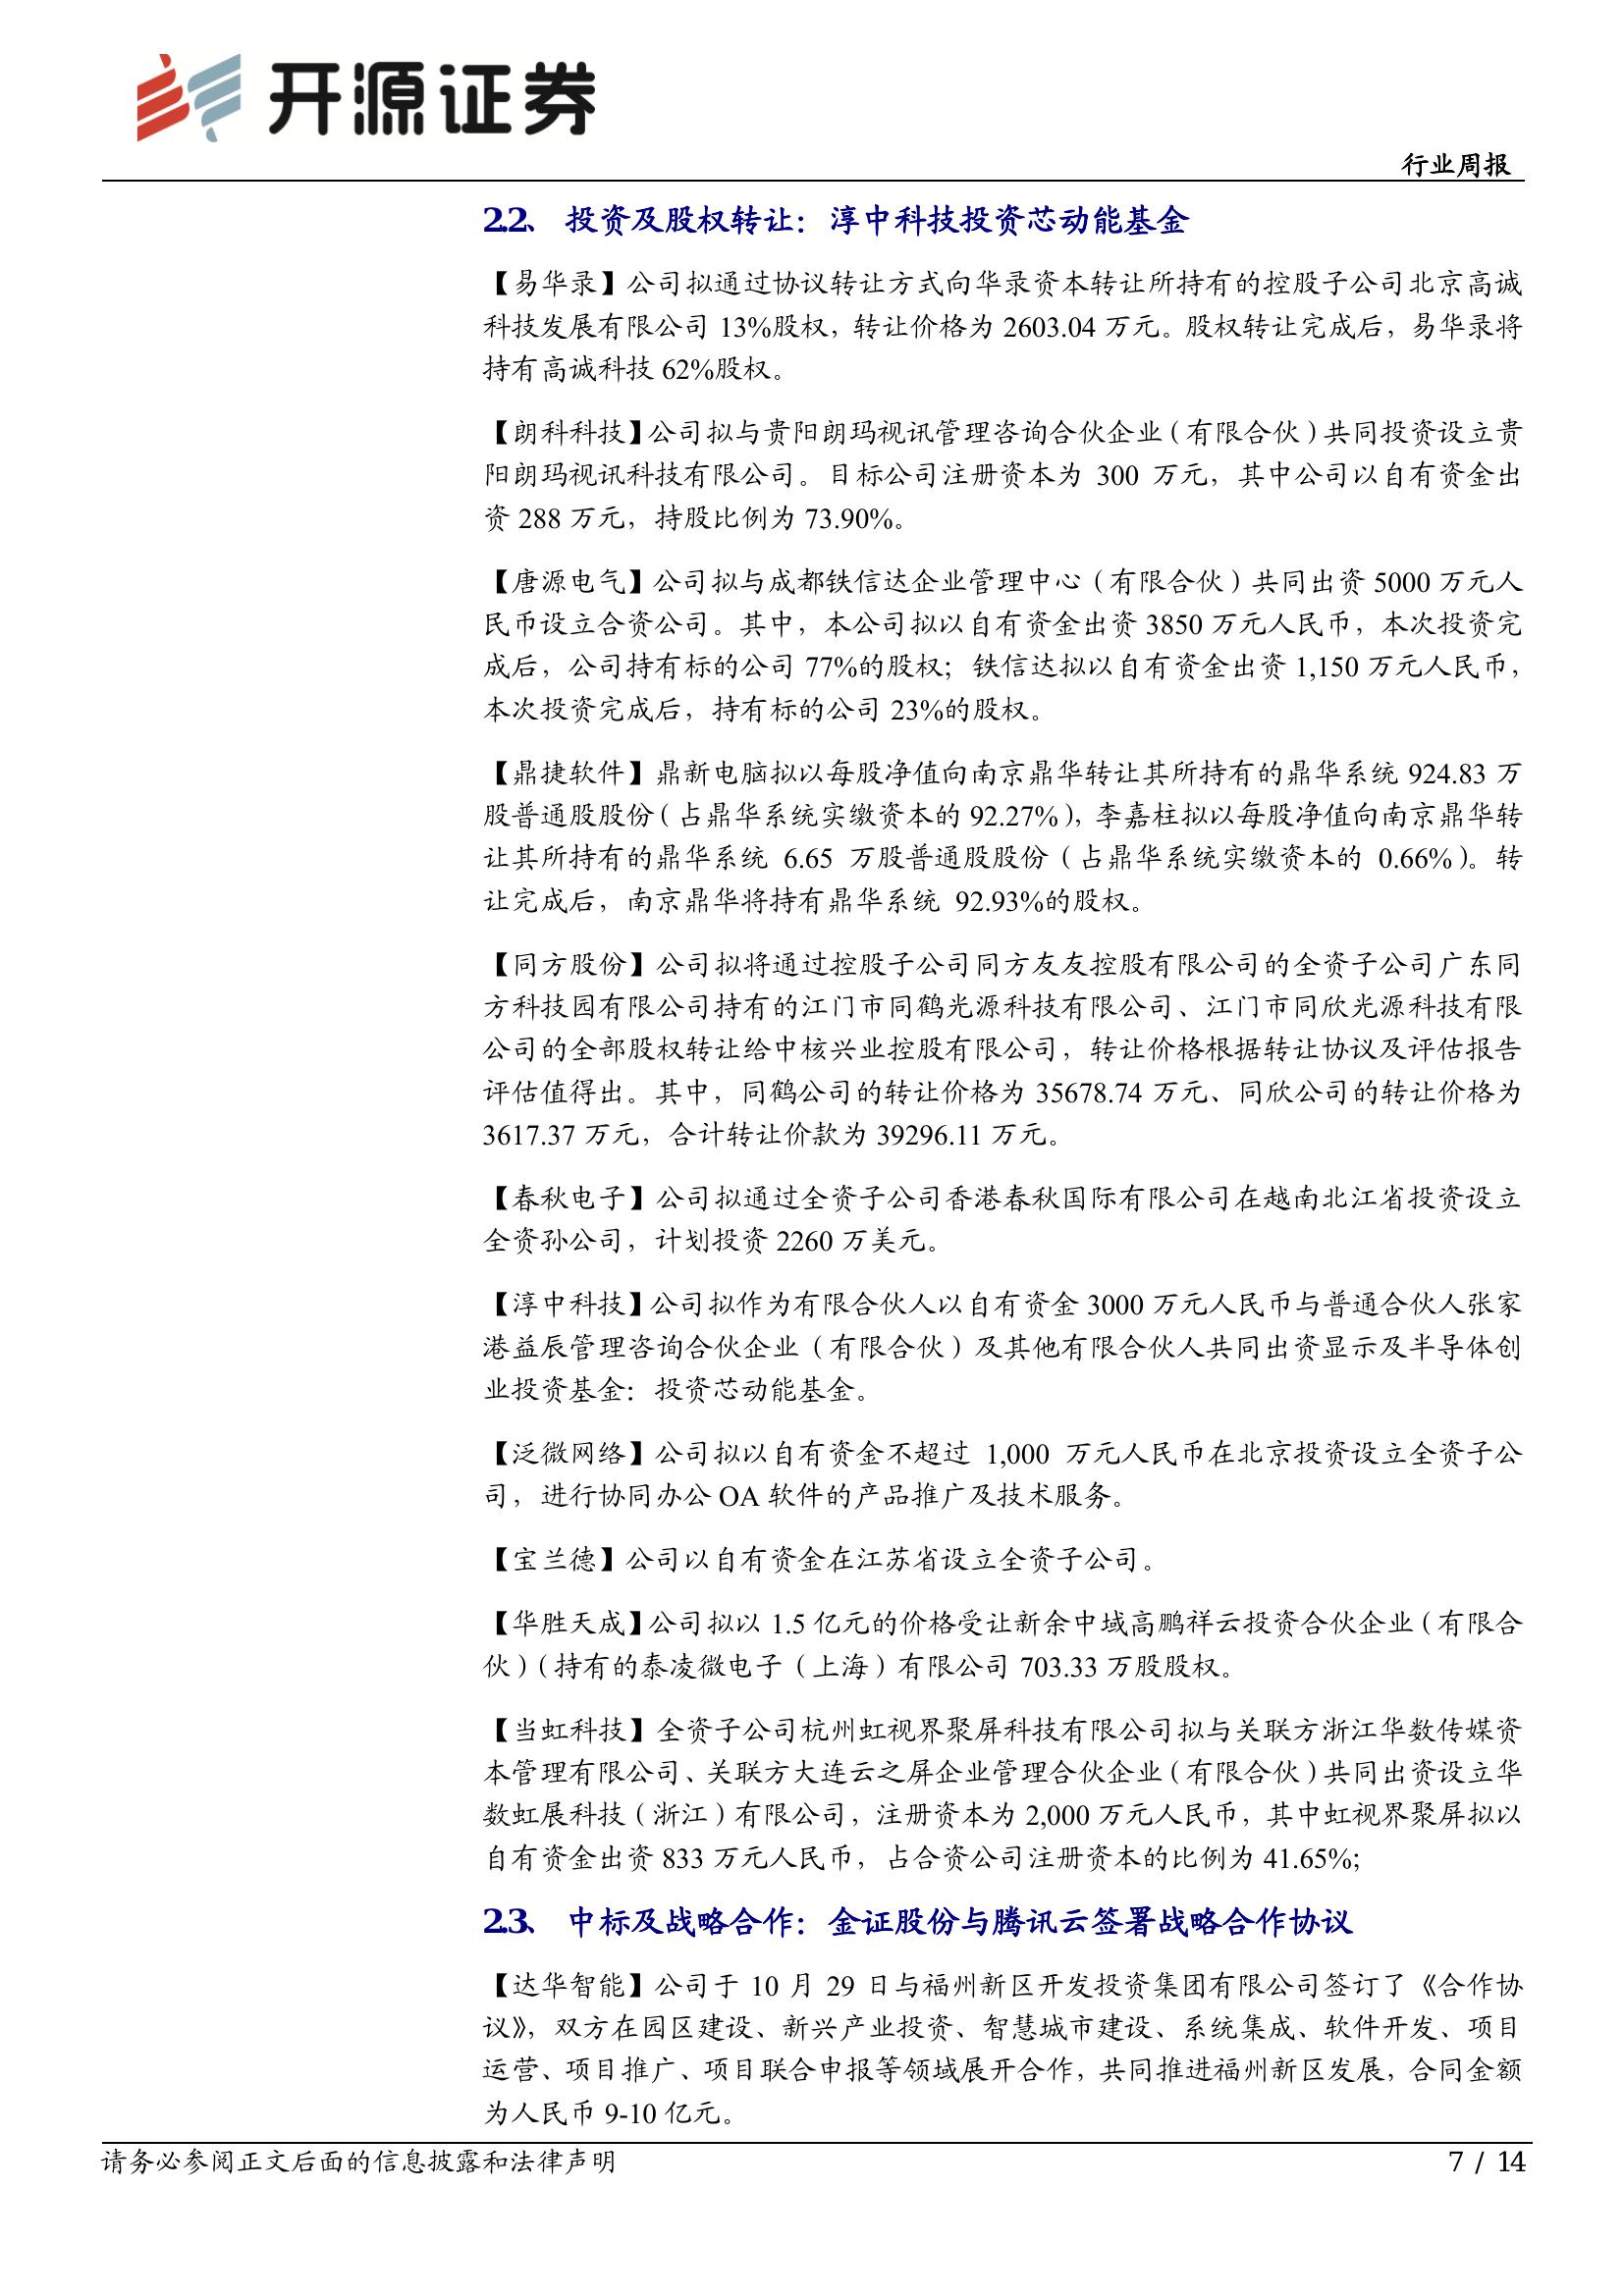 开源证券
行业周报
2.2、 投资及股权转让：淳中科技投资芯动能基金
【易华录】公司拟通过协议转让方式向华录资本转让所持有的控股子公司北京高诚
科技发展有限公司 13%股权，转让价格为 2603.04 万元。股权转让完成后，易华录将
持有高诚科技 62%股权。
【朗科科技】公司拟与贵阳朗玛视讯管理咨询合伙企业（有限合伙）共同投资设立贵
阳朗玛视讯科技有限公司。目标公司注册资本为 300 万元，其中公司以自有资金出
资 288 万元，持股比例为 73.90%。
【唐源电气】公司拟与成都铁信达企业管理中心（有限合伙）共同出资 5000 万元人
民币设立合资公司。其中，本公司拟以自有资金出资 3850 万元人民币，本次投资完
成后，公司持有标的公司 77%的股权；铁信达拟以自有资金出资 1,150 万元人民币，
本次投资完成后，持有标的公司 23%的股权。
【鼎捷软件】鼎新电脑拟以每股净值向南京鼎华转让其所持有的鼎华系统 924.83 万
股普通股股份（占鼎华系统实缴资本的 92.27%），李嘉柱拟以每股净值向南京鼎华转
让其所持有的鼎华系统 6.65 万股普通股股份（占鼎华系统实缴资本的 0.66%）。转
让完成后，南京鼎华将持有鼎华系统 92.93%的股权。
【同方股份】公司拟将通过控股子公司同方友友控股有限公司的全资子公司广东同
方科技园有限公司持有的江门市同鹤光源科技有限公司、江门市同欣光源科技有限
公司的全部股权转让给中核兴业控股有限公司，转让价格根据转让协议及评估报告
评估值得出。其中，同鹤公司的转让价格为 35678.74 万元、同欣公司的转让价格为
3617.37 万元，合计转让价款为 39296.11 万元。
【春秋电子】公司拟通过全资子公司香港春秋国际有限公司在越南北江省投资设立
全资孙公司，计划投资 2260 万美元。
【淳中科技】公司拟作为有限合伙人以自有资金 3000 万元人民币与普通合伙人张家
港益辰管理咨询合伙企业（有限合伙）及其他有限合伙人共同出资显示及半导体创
业投资基金：投资芯动能基金。
【泛微网络】公司拟以自有资金不超过 1,000 万元人民币在北京投资设立全资子公
司，进行协同办公 OA 软件的产品推广及技术服务。
【宝兰德】公司以自有资金在江苏省设立全资子公司。
【华胜天成】公司拟以 1.5 亿元的价格受让新余中域高鹏祥云投资合伙企业（有限合
伙）（持有的泰凌微电子（上海）有限公司 703.33 万股股权。
【当虹科技】全资子公司杭州虹视界聚屏科技有限公司拟与关联方浙江华数传媒资
本管理有限公司、关联方大连云之屏企业管理合伙企业（有限合伙）共同出资设立华
数虹展科技（浙江）有限公司，注册资本为 2,000 万元人民币，其中虹视界聚屏拟以
自有资金出资 833 万元人民币，占合资公司注册资本的比例为 41.65%;
2.3、 中标及战略合作：金证股份与腾讯云签署战略合作协议
【达华智能】公司于 10 月 29 日与福州新区开发投资集团有限公司签订了《合作协
议》，双方在园区建设、新兴产业投资、智慧城市建设、系统集成、软件开发、项目
运营、项目推广、项目联合申报等领域展开合作，共同推进福州新区发展，合同金额
为人民币 9-10 亿元。
请务必参阅正文后面的信息披露和法律声明
7 / 14